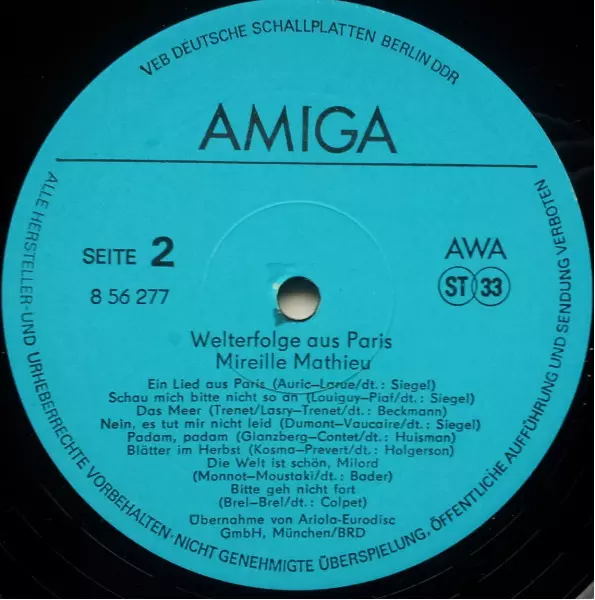 VEB DEUTSCHE SCHALLPLATTEN BERLIN DDR
AMIGA
SEITE 2
8 56 277
AWA
ST 33
Welterfolge aus Paris
Mireille Mathieu
Ein Lied aus Paris (Auric—Larue/dt.: Siegel)
Schau mich bitte nicht so an (Louiguy—Piaf/dt.: Siegel)
Das Meer (Trenet/Lasry—Trenet/dt.: Beckmann)
Nein, es tut mir nicht leid (Dumont—Vaucaire/dt.: Siegel)
Padam, padam (Glanzberg—Contet/dt.: Huisman)
Blätter im Herbst (Kosma—Prevert/dt.: Holgerson)
Die Welt ist schön, Milord
(Monnot—Moustaki/dt.: Bader)
Bitte geh nicht fort
(Brel—Brel/dt.: Colpet)
Übernahme von Ariola-Eurodisc
GmbH, München/BRD
ALLE HERSTELLER- UND URHEBERRECHTE VORBEHALTEN · NICHT GENEHMIGTE ÜBERSPIELUNG, ÖFFENTLICHE AUFFÜHRUNG UND SENDUNG VERBOTEN